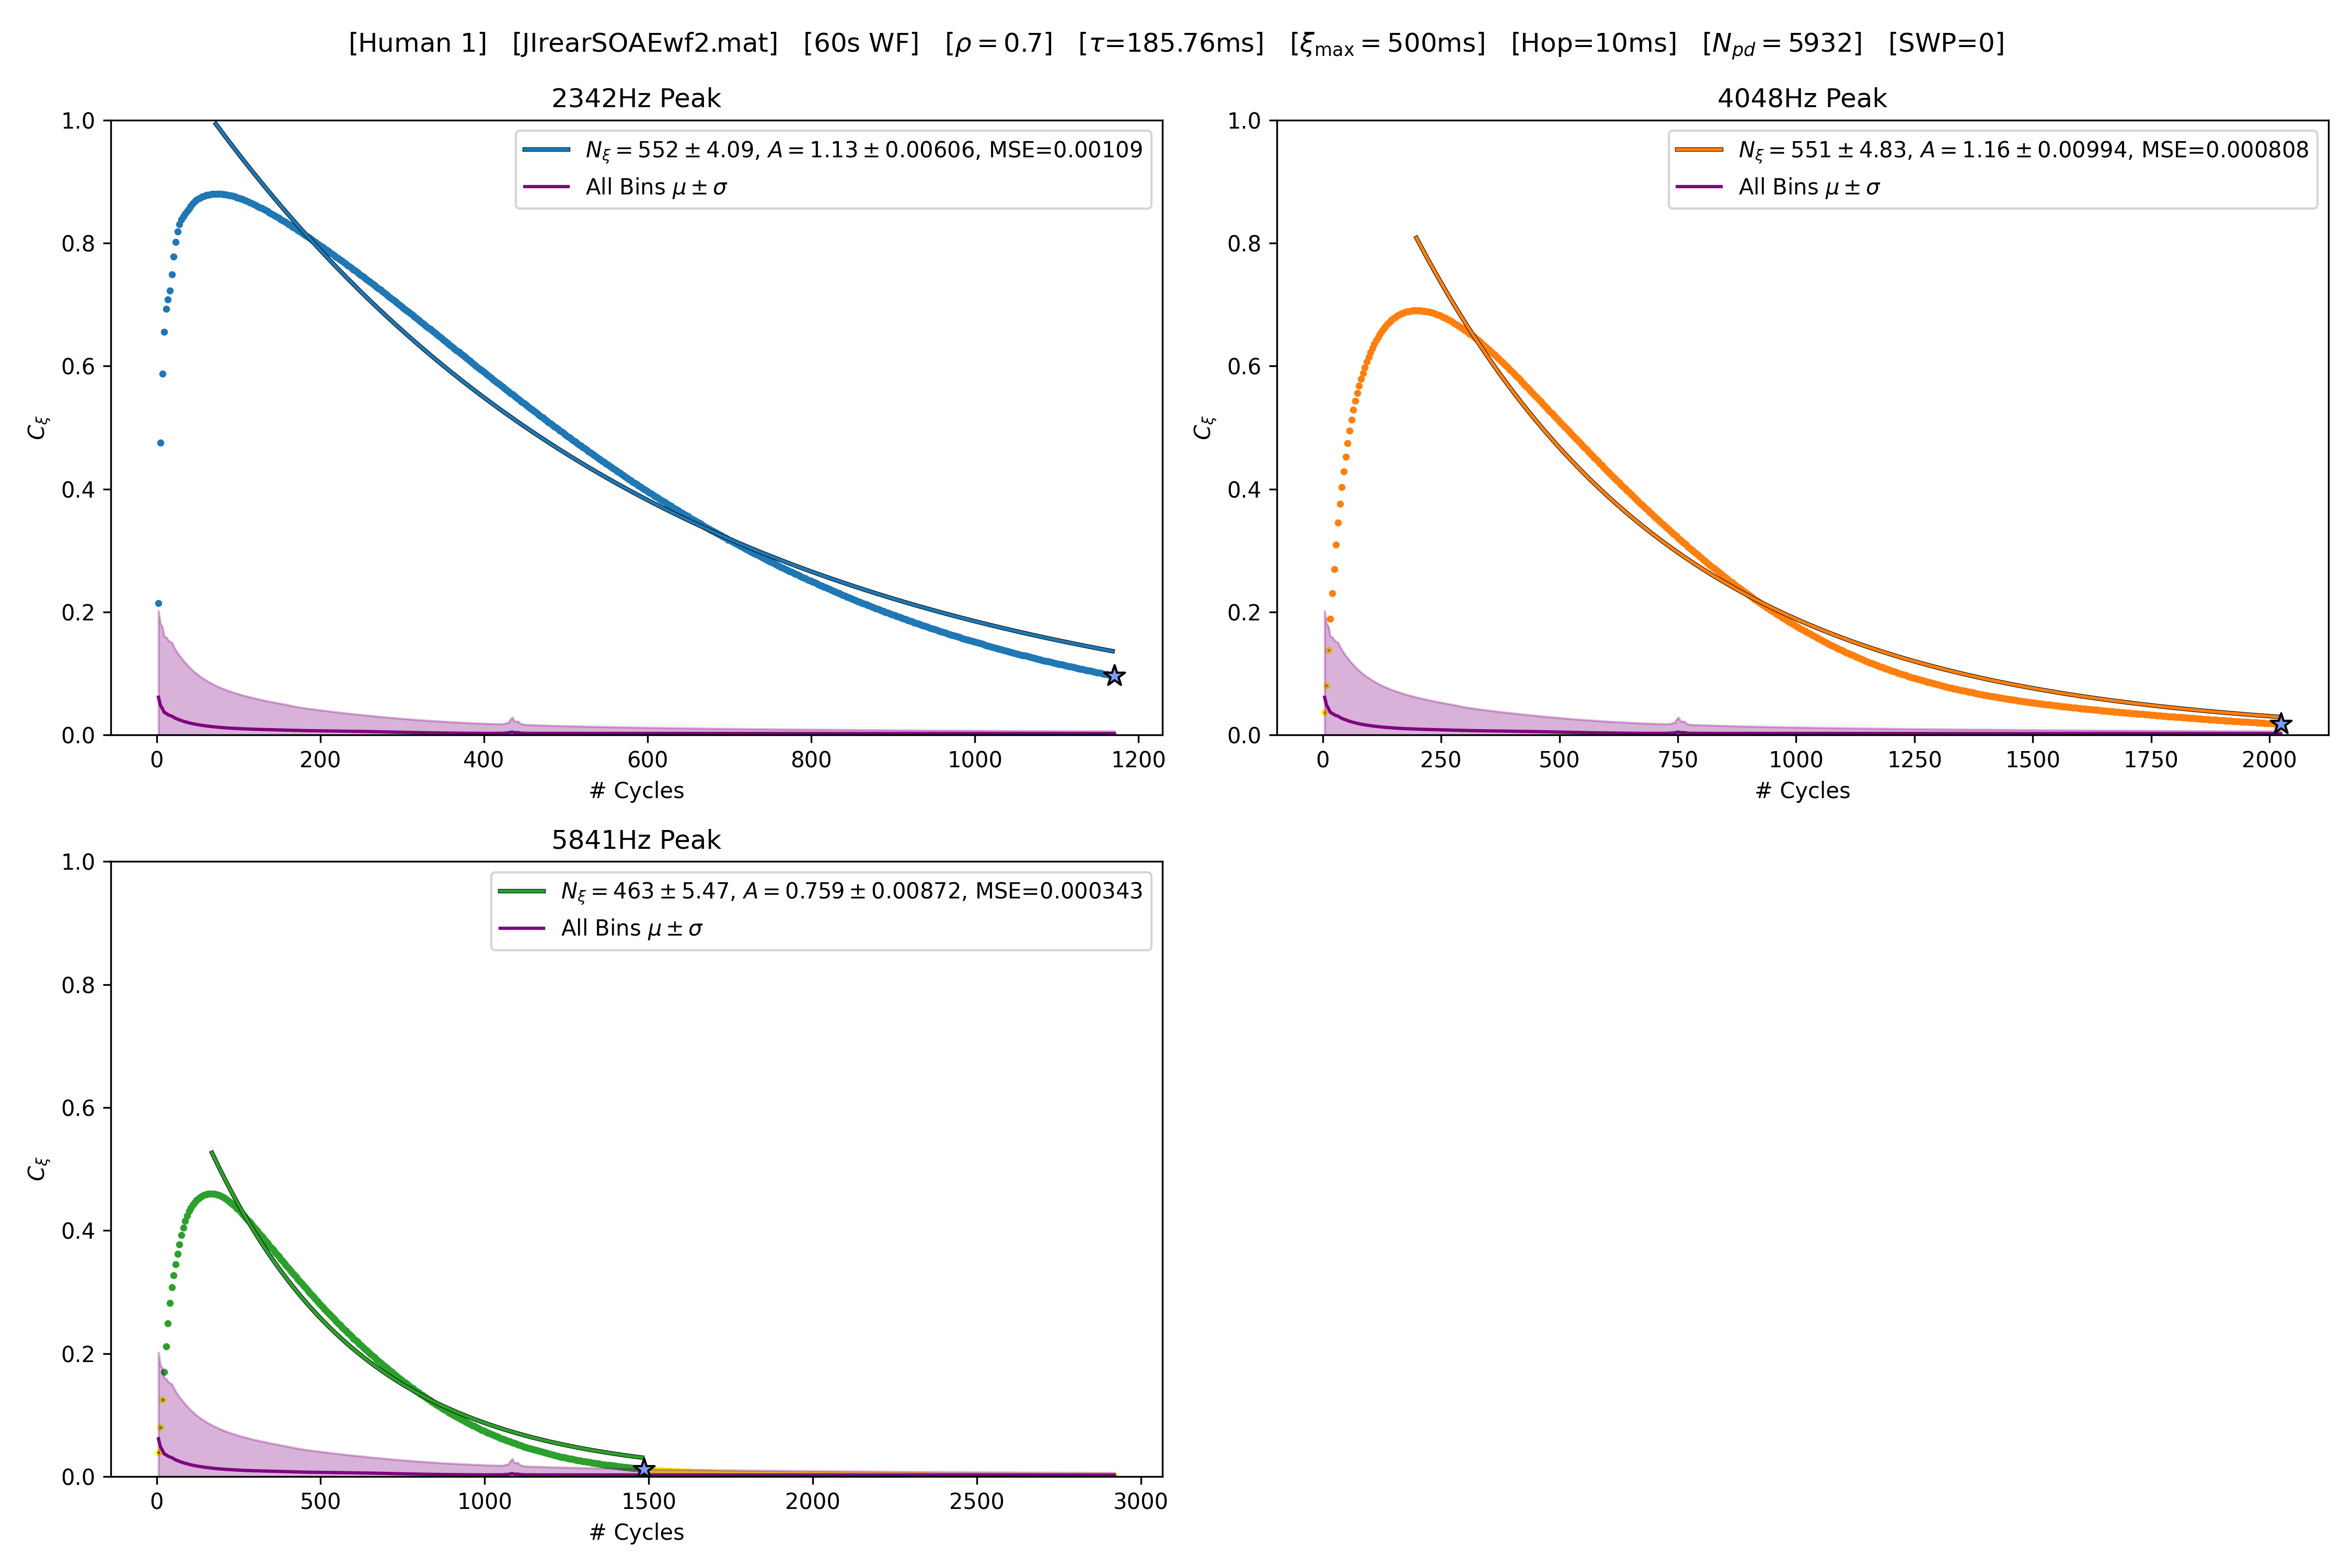 [Human 1] [JIrearSOAEwf2.mat] [60s WF] [ρ = 0.7] [τ=185.76ms] [ξmax = 500ms] [Hop=10ms] [Npd = 5932] [SWP=0]
2342Hz Peak
Nξ = 552 ± 4.09, A = 1.13 ± 0.00606, MSE=0.00109
All Bins μ ± σ
1.0
0.8
0.6
0.4
0.2
0.0
Cξ
0 200 400 600 800 1000 1200
# Cycles
4048Hz Peak
Nξ = 551 ± 4.83, A = 1.16 ± 0.00994, MSE=0.000808
All Bins μ ± σ
1.0
0.8
0.6
0.4
0.2
0.0
Cξ
0 250 500 750 1000 1250 1500 1750 2000
# Cycles
5841Hz Peak
Nξ = 463 ± 5.47, A = 0.759 ± 0.00872, MSE=0.000343
All Bins μ ± σ
1.0
0.8
0.6
0.4
0.2
0.0
Cξ
0 500 1000 1500 2000 2500 3000
# Cycles